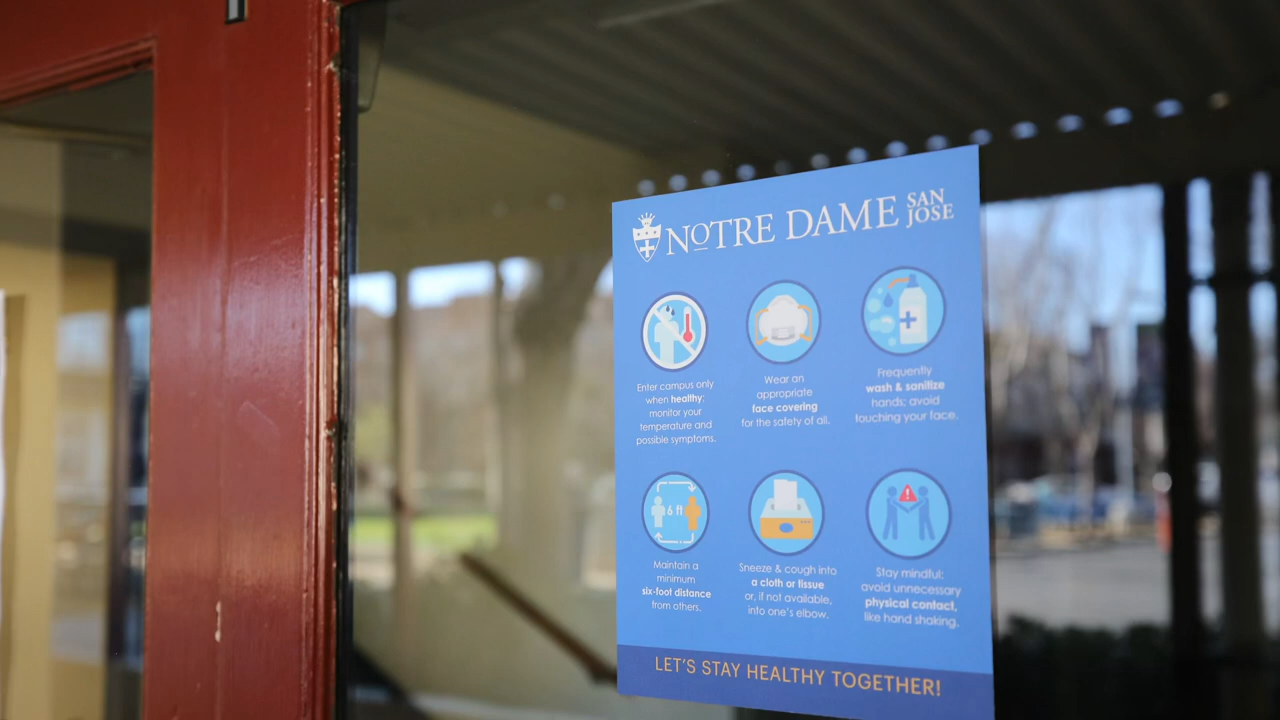 NOTRE DAME SAN JOSE
Enter campus only
when healthy;
monitor your
temperature and
possible symptoms.
Wear an
appropriate
face covering
for the safety of all.
Frequently
wash & sanitize
hands; avoid
touching your face.
6 ft
Maintain a
minimum
six-foot distance
from others.
Sneeze & cough into
a cloth or tissue
or, if not available,
into one's elbow.
Stay mindful:
avoid unnecessary
physical contact,
like hand shaking.
LET'S STAY HEALTHY TOGETHER!